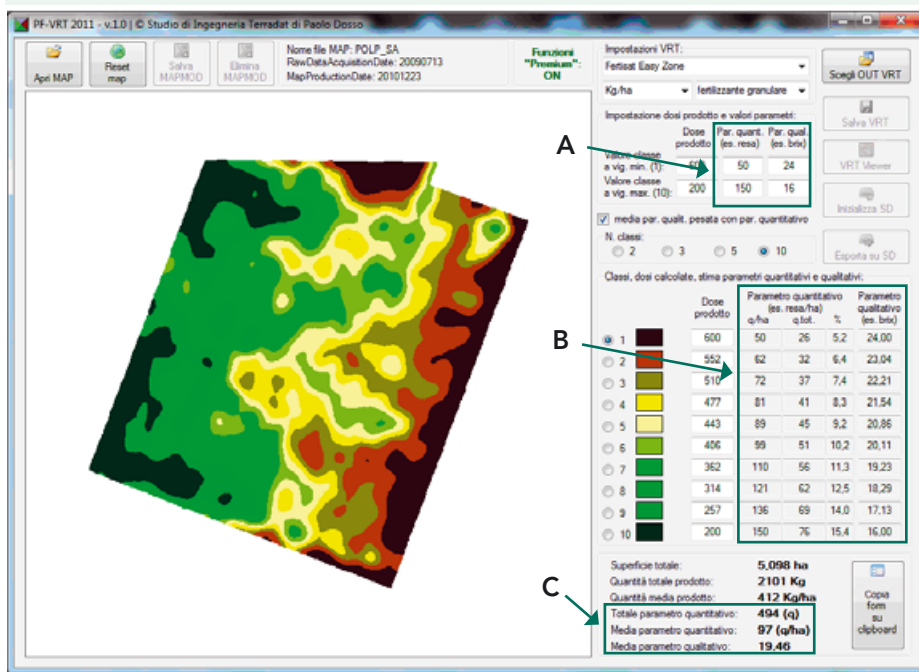 PF-VRT 2011 - v.1.0 | © Studio di Ingegneria Terradat di Paolo Dosso
Apri MAP
Reset map
Salva MAPMOD
Elimina MAPMOD
Nome file MAP: POLP_SA
RawDataAcquisitionDate: 20090713
MapProductionDate: 20101223
Funzioni
"Premium":
ON
Impostazioni VRT:
Fertisat Easy Zone
Kg/ha fertilizzante granulare
Scegli OUT VRT
Salva VRT
VRT Viewer
Inizializza SD
Esporta su SD
Impostazione dosi prodotto e valori parametri:
Dose prodotto Par. quant. (es. resa) Par. qual. (es. brix)
Valore classe
a vig. min. (1): 600 50 24
Valore classe
a vig. max. (10): 200 150 16
A
media par. qualt. pesata con par. quantitativo
N. classi:
2 3 5 10
Classi, dosi calcolate, stima parametri quantitativi e qualitativi:
Dose prodotto
Parametro quantitativo
(es. resa/ha)
q/ha q.tot. %
Parametro
qualitativo
(es. brix)
B
1 600 50 26 5,2 24,00
2 552 62 32 6,4 23,04
3 510 72 37 7,4 22,21
4 477 81 41 8,3 21,54
5 443 89 45 9,2 20,86
6 406 99 51 10,2 20,11
7 362 110 56 11,3 19,23
8 314 121 62 12,5 18,29
9 257 136 69 14,0 17,13
10 200 150 76 15,4 16,00
Superficie totale: 5,098 ha
Quantità totale prodotto: 2101 Kg
Quantità media prodotto: 412 Kg/ha
C
Totale parametro quantitativo: 494 (q)
Media parametro quantitativo: 97 (q/ha)
Media parametro qualitativo: 19,46
Copia
form
su
clipboard